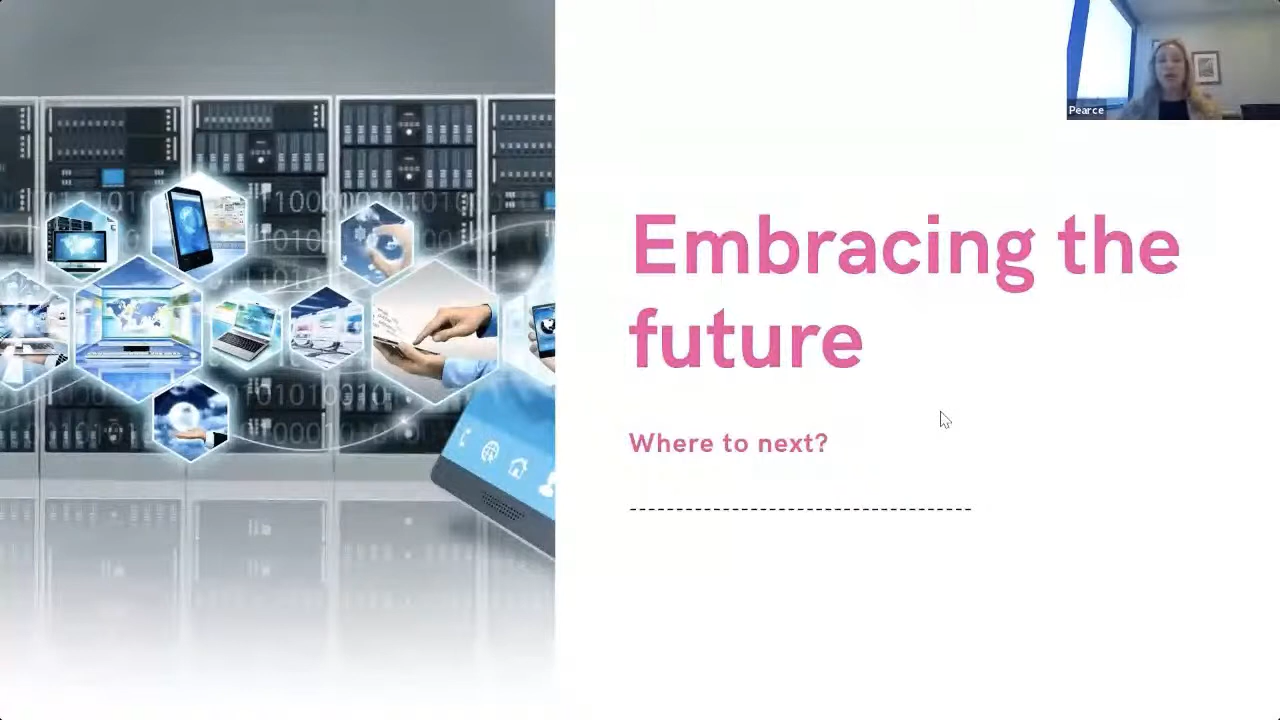 Pearce
Embracing the
future
Where to next?